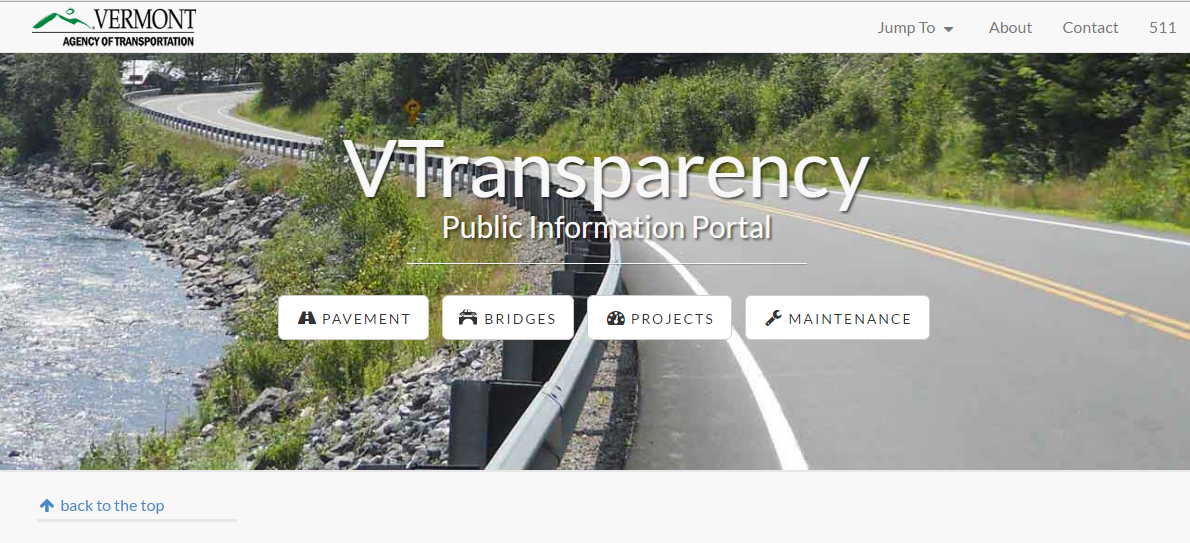 VERMONT
AGENCY OF TRANSPORTATION
Jump To About Contact 511
VTransparency
Public Information Portal
PAVEMENT BRIDGES PROJECTS MAINTENANCE
back to the top